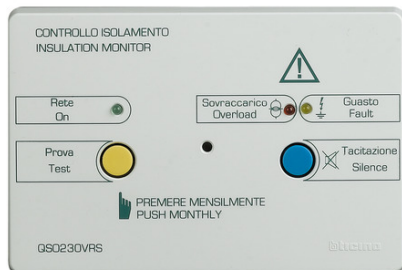 CONTROLLO ISOLAMENTO
INSULATION MONITOR
Rete
On
Sovraccarico
Overload
Guasto
Fault
Prova
Test
Tacitazione
Silence
PREMERE MENSILMENTE
PUSH MONTHLY
QSO230VRS
bticino